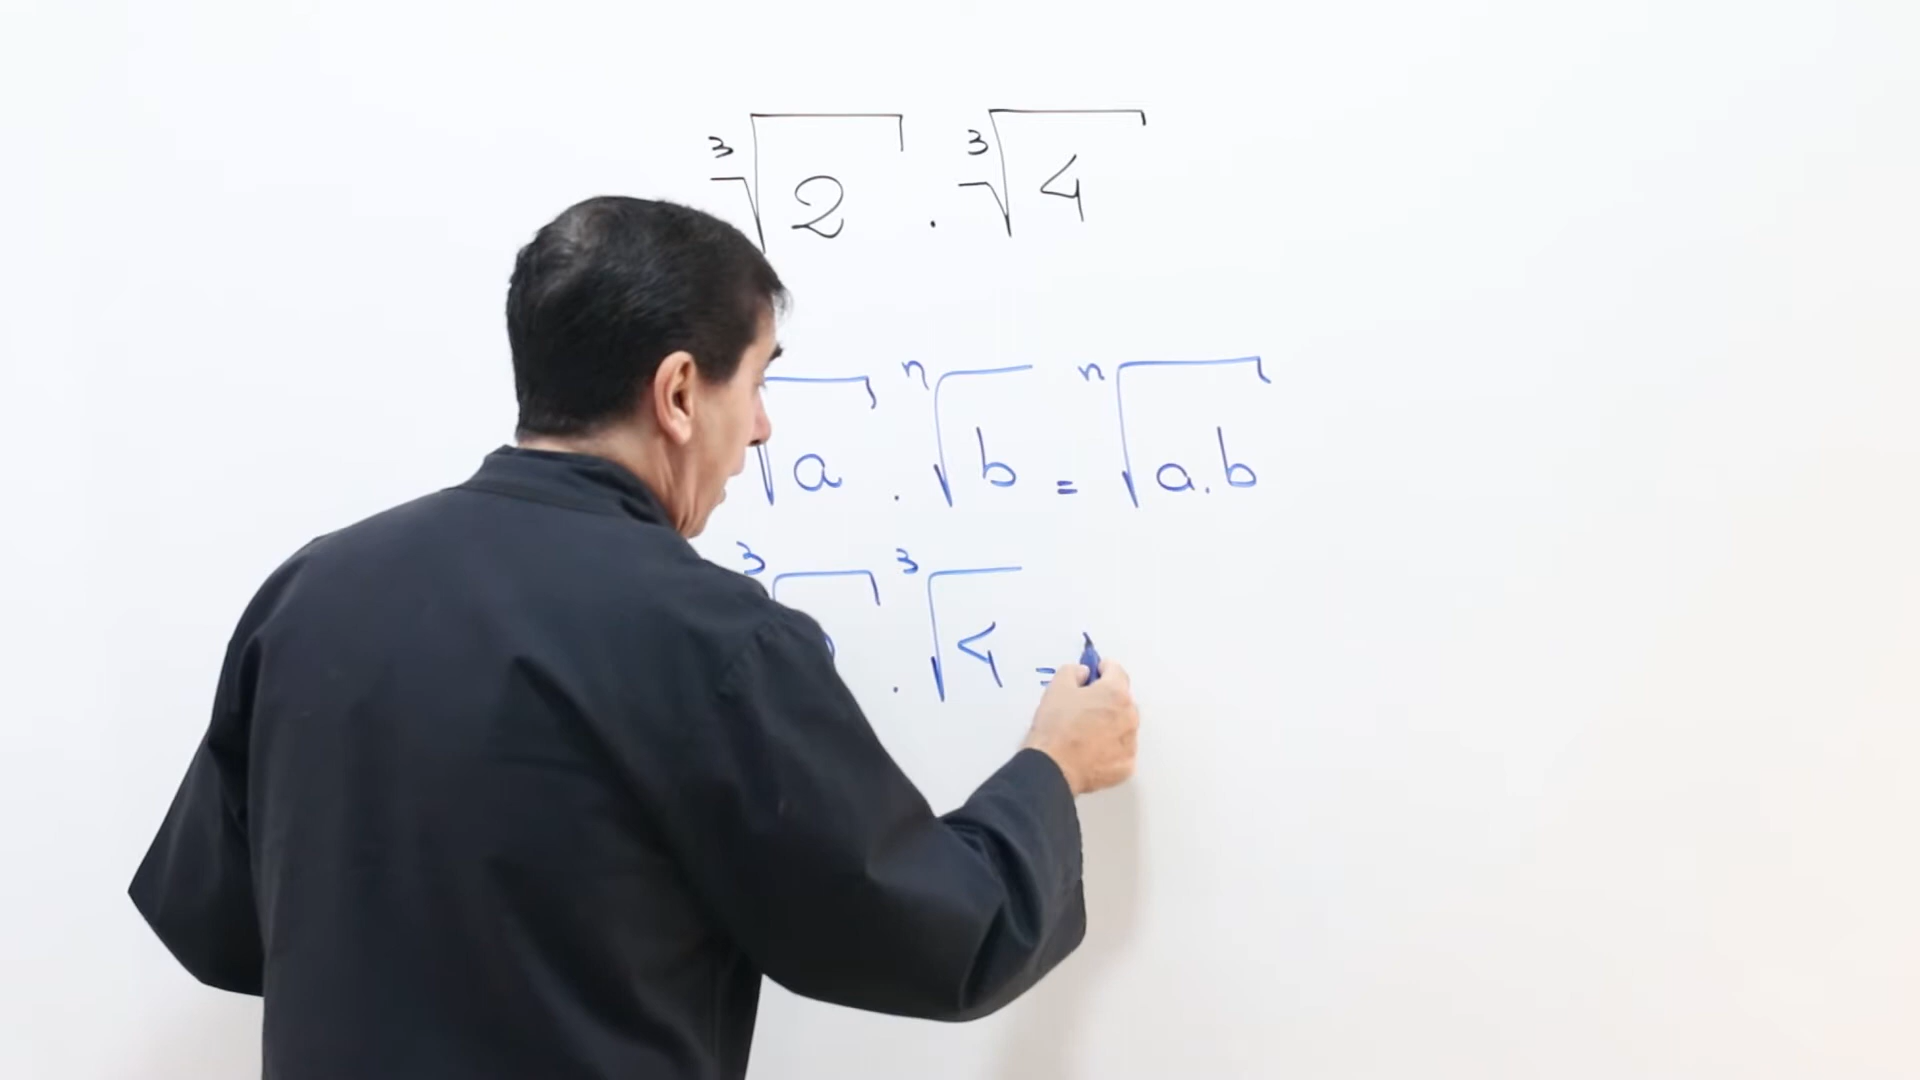 ³√2 . ³√4
√a . ⁿ√b = ⁿ√a.b
³√ . ³√4 =